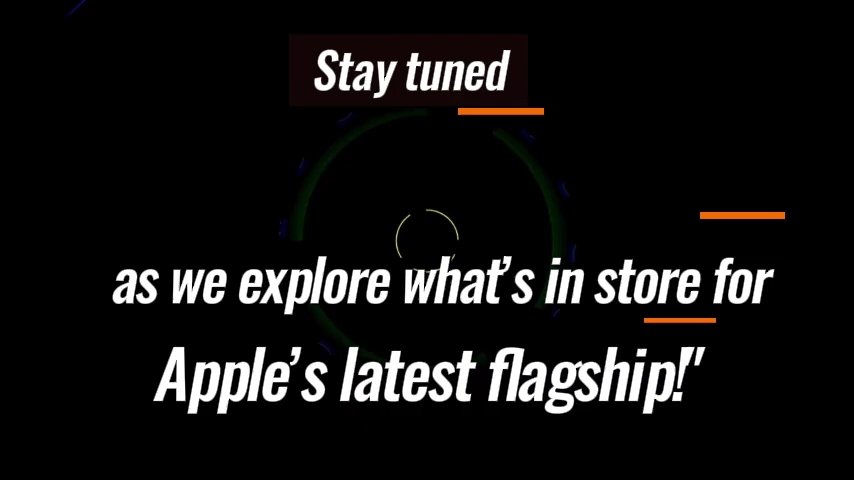 Stay tuned
as we explore what’s in store for
Apple’s latest flagship!"